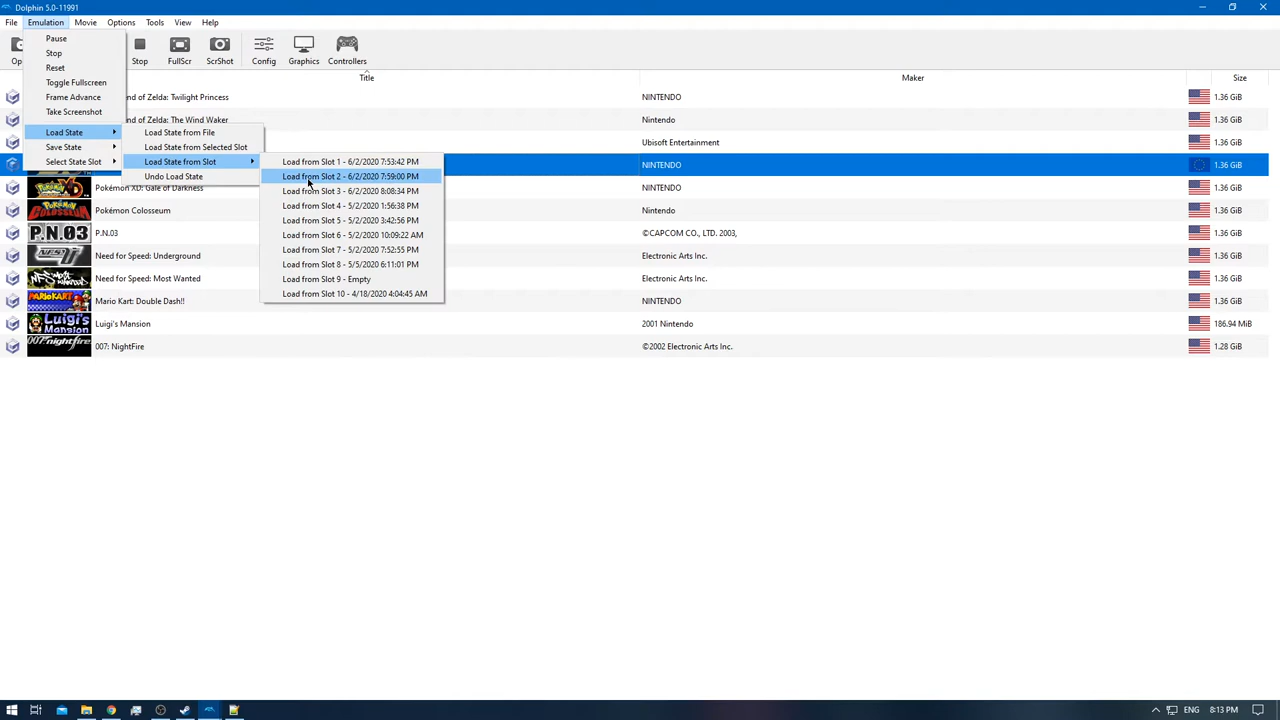 Dolphin 5.0-11991
File Emulation Movie Options Tools View Help
Pause
Stop
Reset
Toggle Fullscreen
Frame Advance
Take Screenshot
Load State
Save State
Select State Slot
Load State from File
Load State from Selected Slot
Load State from Slot
Undo Load State
Load from Slot 1 - 6/2/2020 7:53:42 PM
Load from Slot 2 - 6/2/2020 7:59:00 PM
Load from Slot 3 - 6/2/2020 8:08:34 PM
Load from Slot 4 - 5/2/2020 1:56:38 PM
Load from Slot 5 - 5/2/2020 3:42:56 PM
Load from Slot 6 - 5/2/2020 10:09:22 AM
Load from Slot 7 - 5/2/2020 7:52:55 PM
Load from Slot 8 - 5/5/2020 6:11:01 PM
Load from Slot 9 - Empty
Load from Slot 10 - 4/18/2020 4:04:45 AM
Op Stop FullScr ScrShot Config Graphics Controllers
Title Maker Size
nd of Zelda: Twilight Princess NINTENDO 1.36 GiB
nd of Zelda: The Wind Waker Nintendo 1.36 GiB
Ubisoft Entertainment 1.36 GiB
NINTENDO 1.36 GiB
Pokémon XD: Gale of Darkness NINTENDO 1.36 GiB
Pokémon Colosseum Nintendo 1.36 GiB
P.N.03 P.N.03 ©CAPCOM CO., LTD. 2003, 1.36 GiB
Need for Speed: Underground Electronic Arts Inc. 1.36 GiB
Need for Speed: Most Wanted Electronic Arts Inc. 1.36 GiB
MARIOKART Mario Kart: Double Dash!! NINTENDO 1.36 GiB
Luigi's Mansion Luigi's Mansion 2001 Nintendo 186.94 MiB
007: nightfire 007: NightFire ©2002 Electronic Arts Inc. 1.28 GiB
ENG 8:13 PM